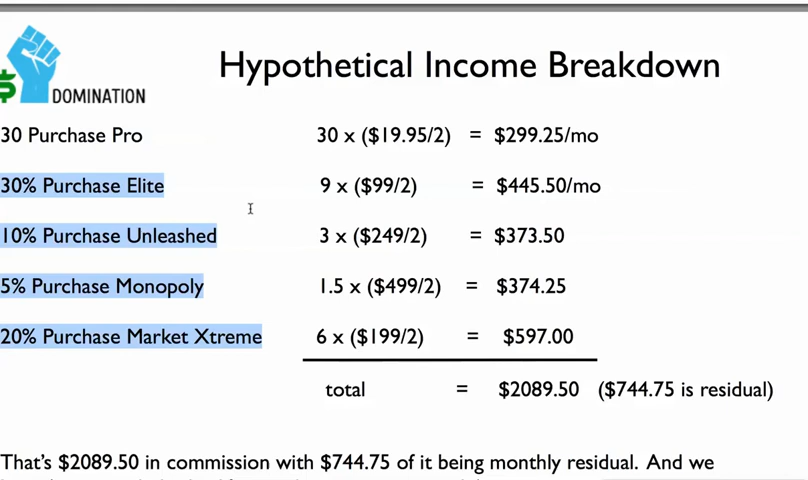 Hypothetical Income Breakdown
$ DOMINATION
30 Purchase Pro 30 x ($19.95/2) = $299.25/mo
30% Purchase Elite 9 x ($99/2) = $445.50/mo
10% Purchase Unleashed 3 x ($249/2) = $373.50
5% Purchase Monopoly 1.5 x ($499/2) = $374.25
20% Purchase Market Xtreme 6 x ($199/2) = $597.00
total = $2089.50 ($744.75 is residual)
That's $2089.50 in commission with $744.75 of it being monthly residual. And we